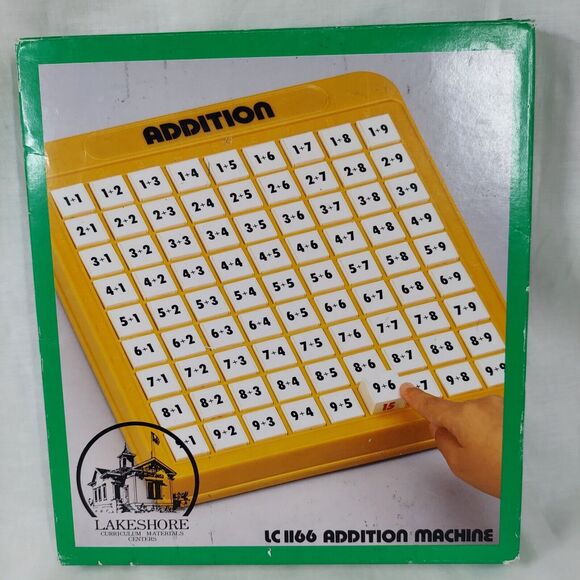 ADDITION
1+1 1+2 1+3 1+4 1+5 1+6 1+7 1+8 1+9
2+1 2+2 2+3 2+4 2+5 2+6 2+7 2+8 2+9
3+1 3+2 3+3 3+4 3+5 3+6 3+7 3+8 3+9
4+1 4+2 4+3 4+4 4+5 4+6 4+7 4+8 4+9
5+1 5+2 5+3 5+4 5+5 5+6 5+7 5+8 5+9
6+1 6+2 6+3 6+4 6+5 6+6 6+7 6+8 6+9
7+1 7+2 7+3 7+4 7+5 7+6 7+7 7+8 7+9
8+1 8+2 8+3 8+4 8+5 8+6 8+7 8+8 8+9
+1 9+2 9+3 9+4 9+5 9+6 +7 9+8 9+9
15
LAKESHORE
CURRICULUM MATERIALS
CENTERS
LC 1166 ADDITION MACHINE